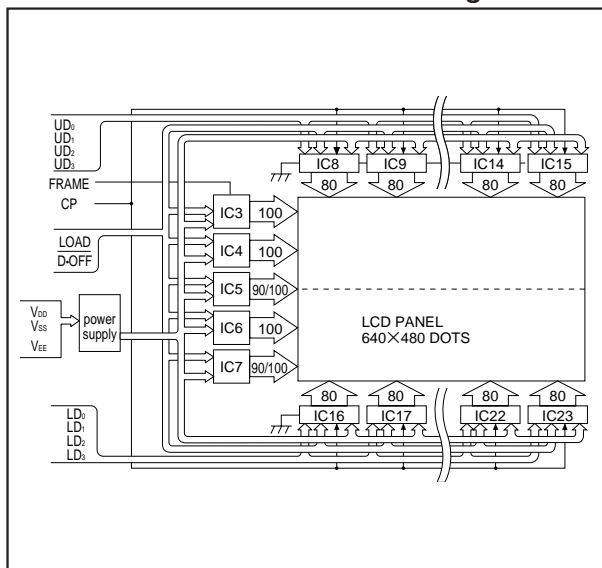 UD0
UD1
UD2
UD3
FRAME
CP
LOAD
D-OFF
VDD
VSS
VEE
power
supply
LD0
LD1
LD2
LD3
IC8
IC9
IC14
IC15
80
80
80
80
IC3
100
IC4
100
IC5
90/100
IC6
100
IC7
90/100
LCD PANEL
640×480 DOTS
80
80
80
80
IC16
IC17
IC22
IC23